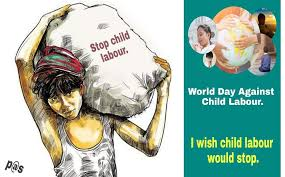 Stop child
labour.
p@s
World Day Against
Child Labour.
I wish child labour
would stop.